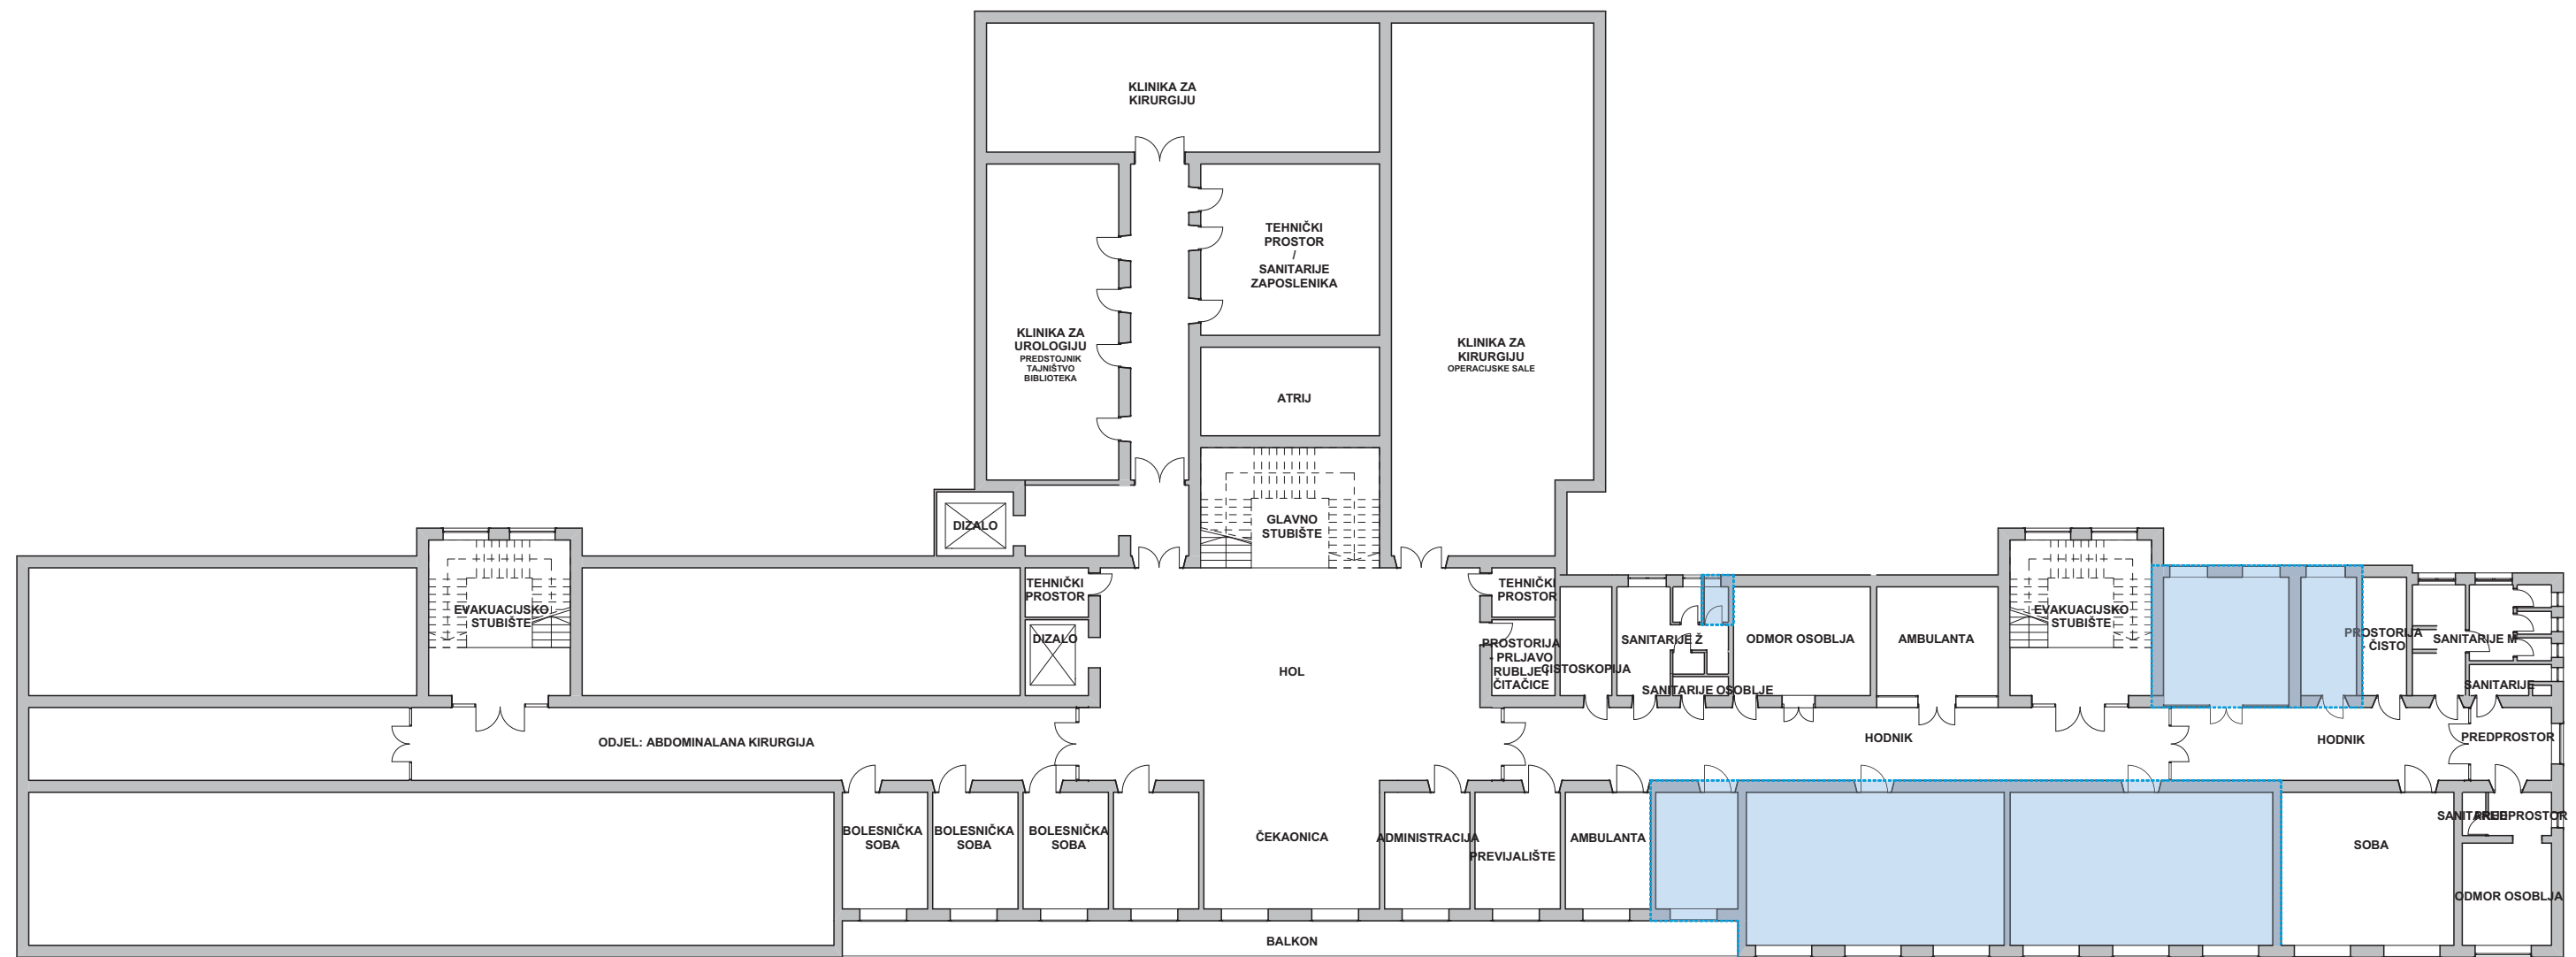 KLINIKA ZA
KIRURGIJU
TEHNIČKI
PROSTOR
/
SANITARIJE
ZAPOSLENIKA
KLINIKA ZA
UROLOGIJU
PREDSTOJNIK
TAJNIŠTVO
BIBLIOTEKA
KLINIKA ZA
KIRURGIJU
OPERACIJSKE SALE
ATRIJ
DIZALO
GLAVNO
STUBIŠTE
EVAKUACIJSKO
STUBIŠTE
TEHNIČKI
PROSTOR
DIZALO
HOL
TEHNIČKI
PROSTOR
PROSTORIJA
- PRLJAVO
RUBLJE I
ČITAČICE
CISTOSKOPIJA
SANITARIJE Ž
SANITARIJE OSOBLJE
ODMOR OSOBLJA
AMBULANTA
EVAKUACIJSKO
STUBIŠTE
PROSTORIJA
- ČISTO
SANITARIJE M
SANITARIJE
ODJEL: ABDOMINALANA KIRURGIJA
HODNIK
HODNIK
PREDPROSTOR
BOLESNIČKA
SOBA
BOLESNIČKA
SOBA
BOLESNIČKA
SOBA
ČEKAONICA
ADMINISTRACIJA
PREVIJALIŠTE
AMBULANTA
SOBA
SANITARIJE
PREDPROSTOR
ODMOR OSOBLJA
BALKON